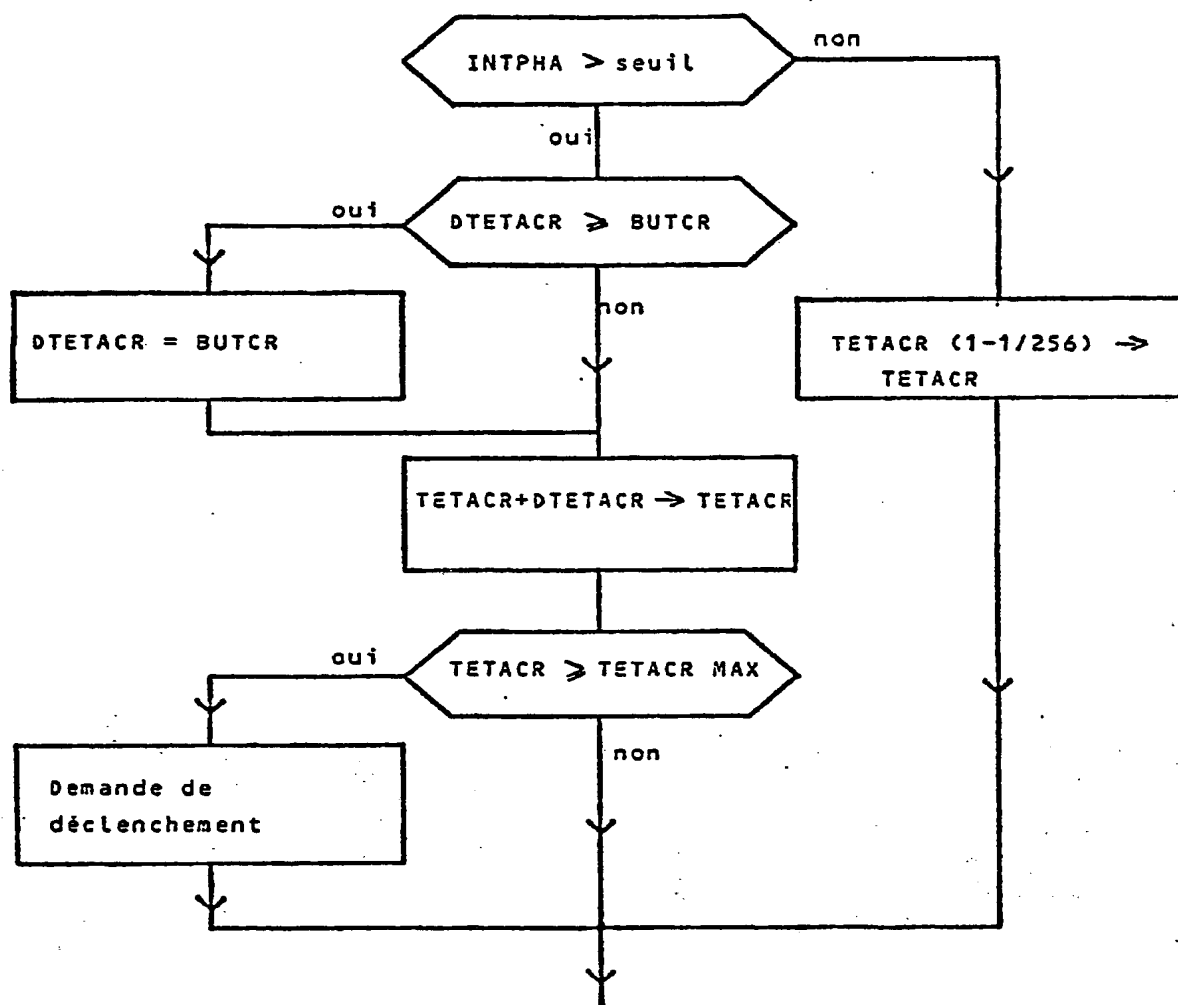 non
INTPHA > seuil
oui
oui
DTETACR ⩾ BUTCR
non
DTETACR = BUTCR
TETACR (1-1/256) →
TETACR
TETACR+DTETACR → TETACR
oui
TETACR ⩾ TETACR MAX
non
Demande de
déclenchement